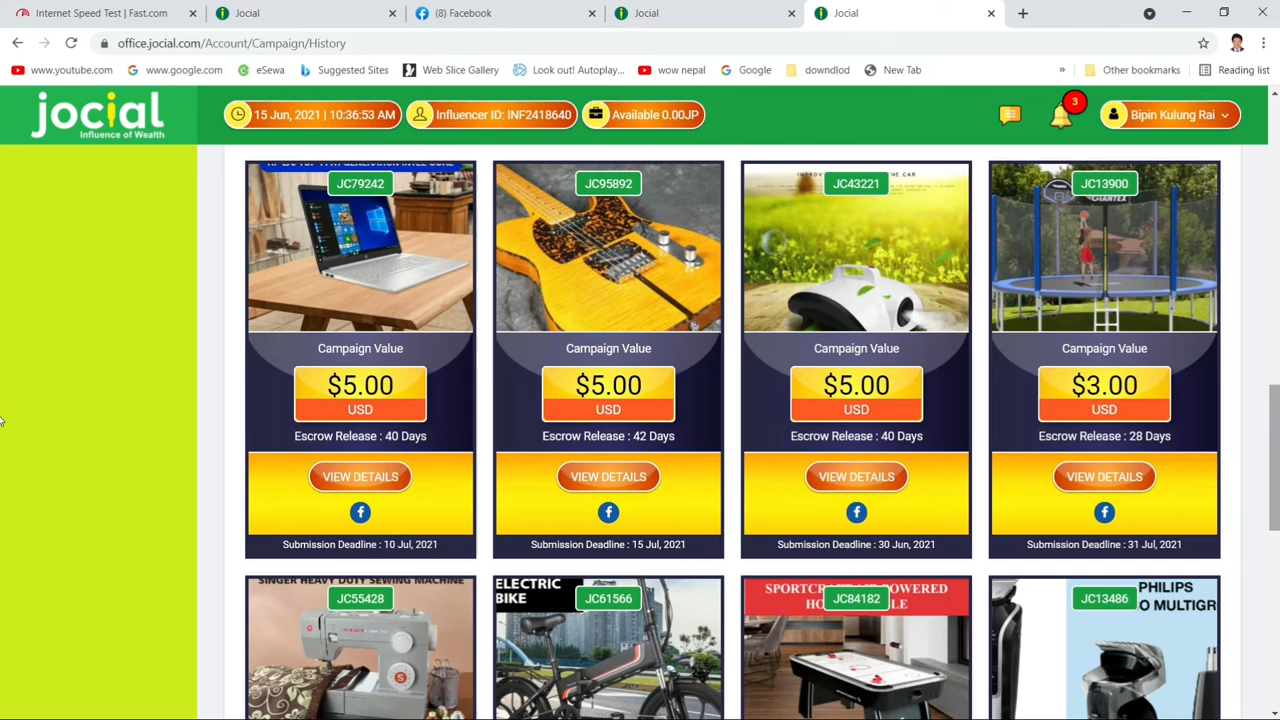 Internet Speed Test | Fast.com
Jocial
(8) Facebook
Jocial
Jocial
office.jocial.com/Account/Campaign/History
www.youtube.com
www.google.com
eSewa
Suggested Sites
Web Slice Gallery
Look out! Autoplay...
wow nepal
Google
downdlod
New Tab
»
Other bookmarks
Reading list
jocial
Influence of Wealth
15 Jun, 2021 | 10:36:53 AM
Influencer ID: INF2418640
Available 0.00JP
3
Bipin Kulung Rai
JC79242
JC95892
IMPROV
THE CAR
JC43221
GIANTEX
JC13900
Campaign Value
Campaign Value
Campaign Value
Campaign Value
$5.00
$5.00
$5.00
$3.00
USD
USD
USD
USD
Escrow Release : 40 Days
Escrow Release : 42 Days
Escrow Release : 40 Days
Escrow Release : 28 Days
VIEW DETAILS
VIEW DETAILS
VIEW DETAILS
VIEW DETAILS
Submission Deadline : 10 Jul, 2021
Submission Deadline : 15 Jul, 2021
Submission Deadline : 30 Jun, 2021
Submission Deadline : 31 Jul, 2021
SINGER HEAVY DUTY SEWING MACHINE
JC55428
ELECTRIC
BIKE
JC61566
SPORTCRAFT
POWERED
JC84182
PHILIPS
O MULTIGR
JC13486